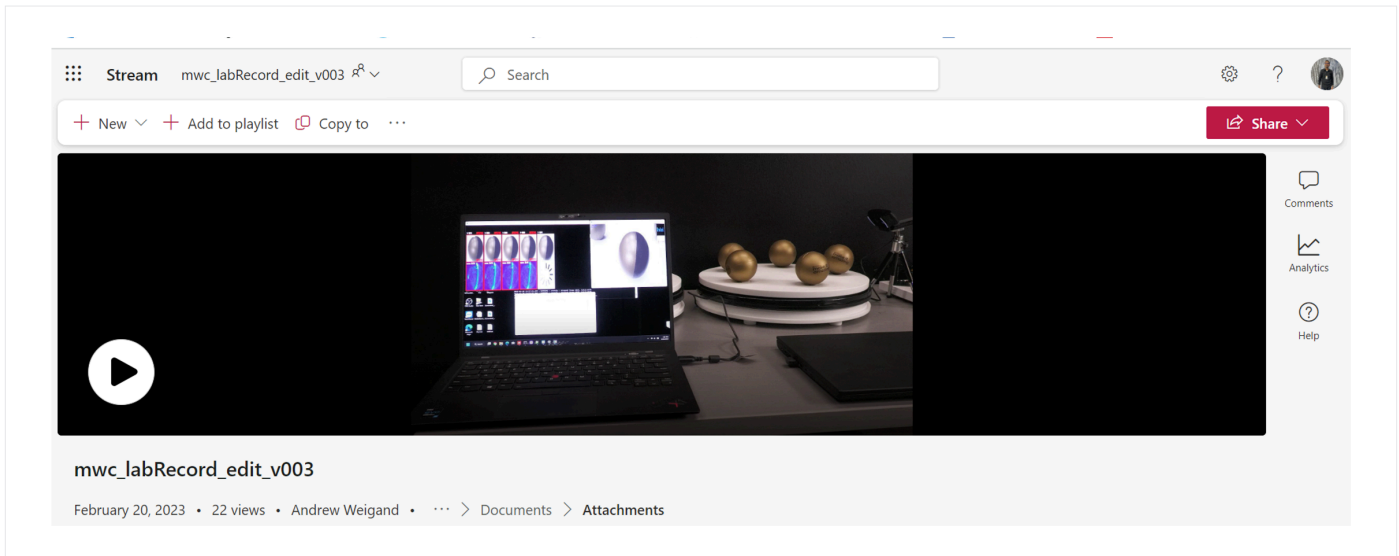 Stream mwc_labRecord_edit_v003 Search ?
New Add to playlist Copy to ··· Share
Comments
Analytics
Help
mwc_labRecord_edit_v003
February 20, 2023 • 22 views • Andrew Weigand • ··· > Documents > Attachments